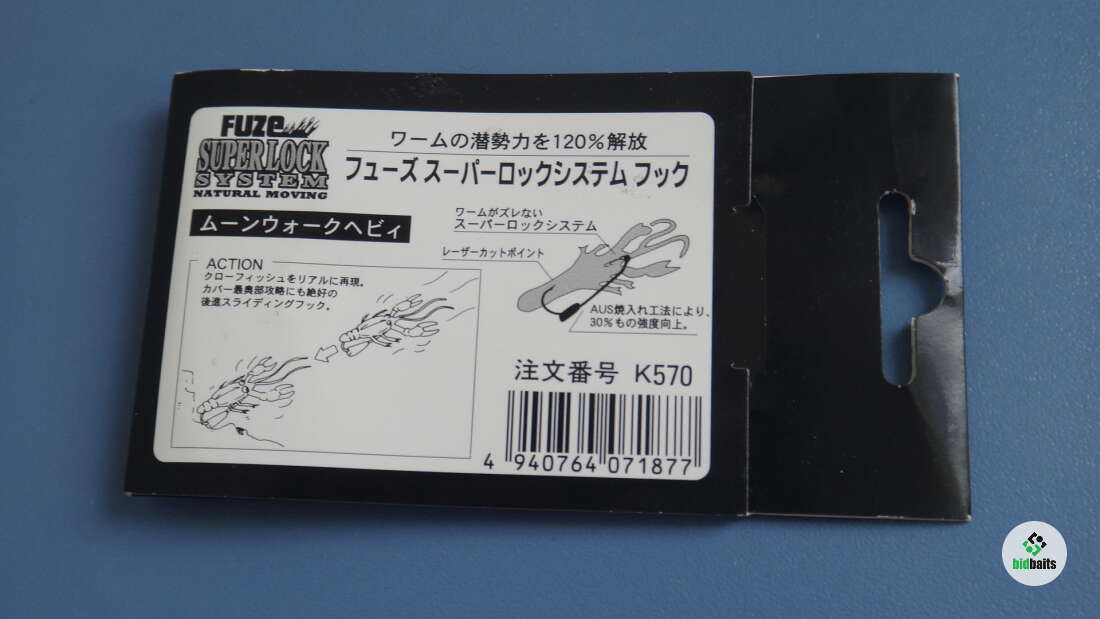 FUZE
SUPER LOCK
SYSTEM
NATURAL MOVING
ワームの潜勢力を120%解放
フューズ スーパーロックシステム フック
ムーンウォークヘビィ
ワームがズレない
スーパーロックシステム
レーザーカットポイント
ACTION
クローフィッシュをリアルに再現。
カバー最奥部攻略にも絶好の
後進スライディングフック。
AUS焼入れ工法により、
30%もの強度向上。
注文番号 K570
4 940764 071877
bidbaits